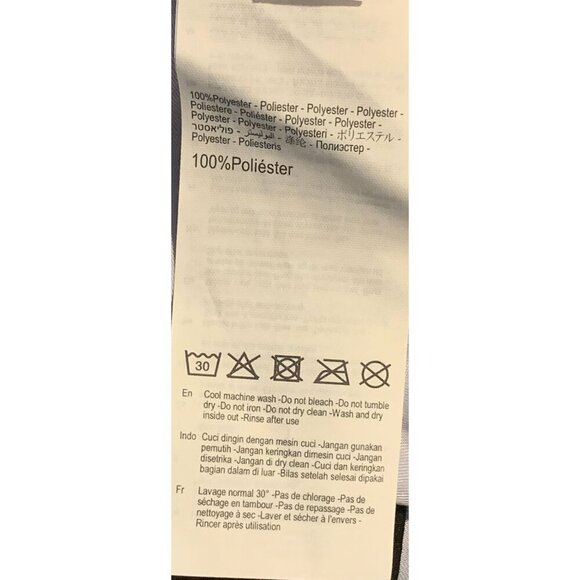 100%Polyester - Poliester - Polyester - Polyester -
Poliestere - Poliéster - Polyester - Polyester -
Polyester - Polyester - Polyesteri - ポリエステル -
פוליאסטר - البوليستر - 涤纶 - Полиэстер -
Polyester - Poliesteris
100%Poliéster
30
En Cool machine wash -Do not bleach -Do not tumble
dry -Do not iron -Do not dry clean -Wash and dry
inside out -Rinse after use
Indo Cuci dingin dengan mesin cuci -Jangan gunakan
pemutih -Jangan keringkan dimesin cuci -Jangan
disetrika -Jangan di dry clean -Cuci dan keringkan
bagian dalam di luar -Bilas setelah selesai dipakai
Fr Lavage normal 30° -Pas de chlorage -Pas de
séchage en tambour -Pas de repassage -Pas de
nettoyage à sec -Laver et sécher à l'envers -
Rincer après utilisation